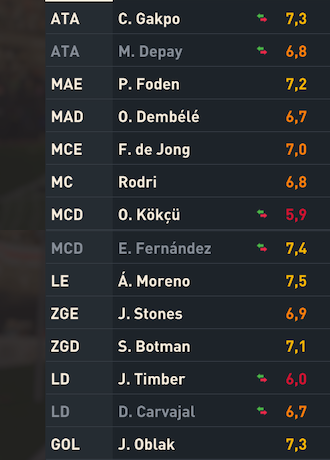 ATA C. Gakpo 7,3
ATA M. Depay 6,8
MAE P. Foden 7,2
MAD O. Dembélé 6,7
MCE F. de Jong 7,0
MC Rodri 6,8
MCD O. Kökçü 5,9
MCD E. Fernández 7,4
LE Á. Moreno 7,5
ZGE J. Stones 6,9
ZGD S. Botman 7,1
LD J. Timber 6,0
LD D. Carvajal 6,7
GOL J. Oblak 7,3